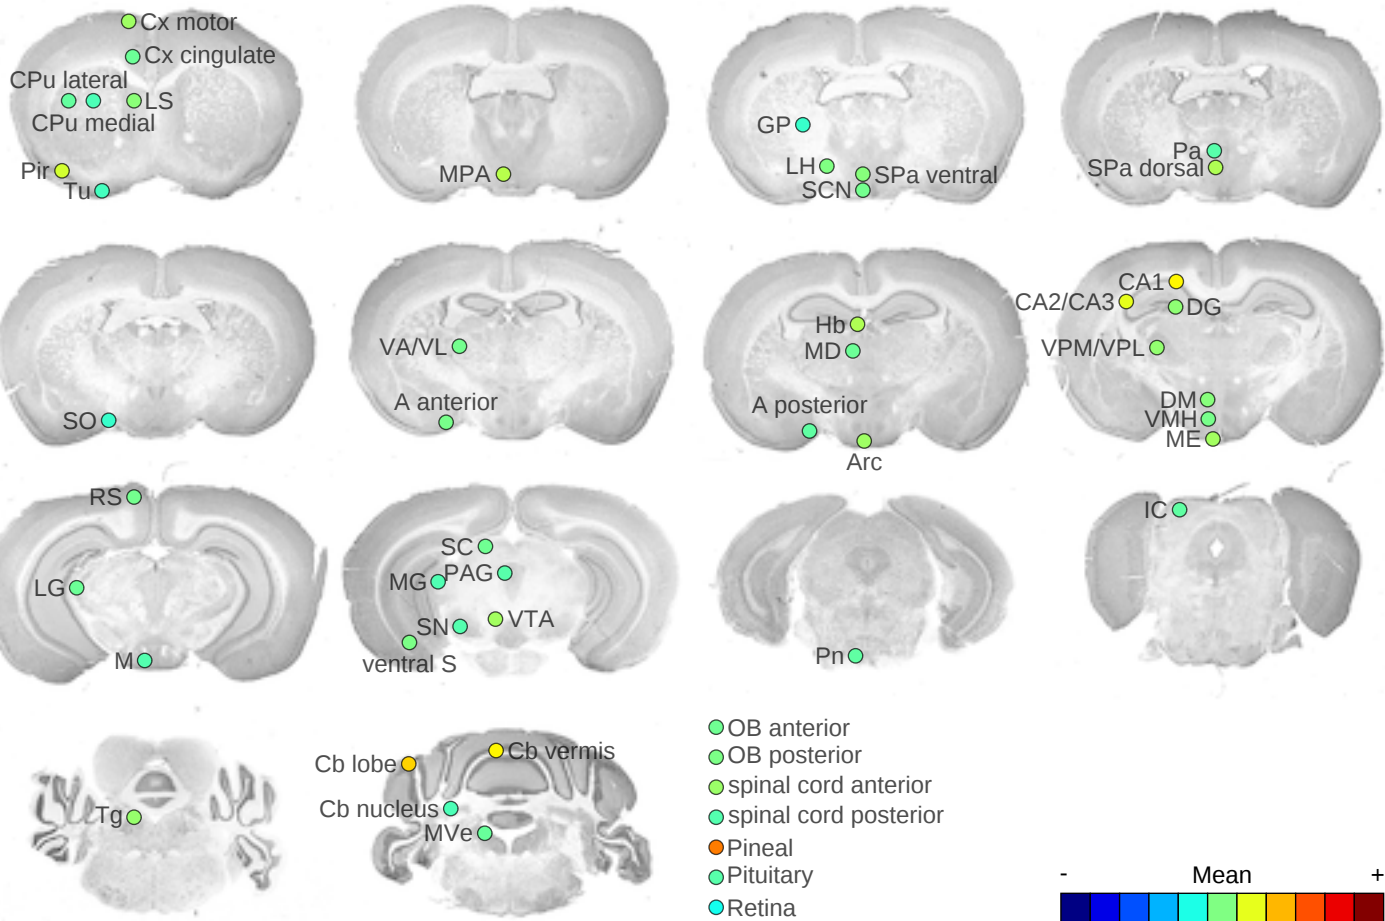 Cx motor
Cx cingulate
CPu lateral
LS
CPu medial
Pir
Tu
MPA
GP
LH
SPa ventral
SCN
Pa
SPa dorsal
SO
VA/VL
A anterior
Hb
MD
A posterior
Arc
CA1
CA2/CA3
DG
VPM/VPL
DM
VMH
ME
RS
LG
M
SC
MG
PAG
SN
VTA
ventral S
Pn
IC
Tg
Cb lobe
Cb vermis
Cb nucleus
MVe
OB anterior
OB posterior
spinal cord anterior
spinal cord posterior
Pineal
Pituitary
Retina
- Mean +